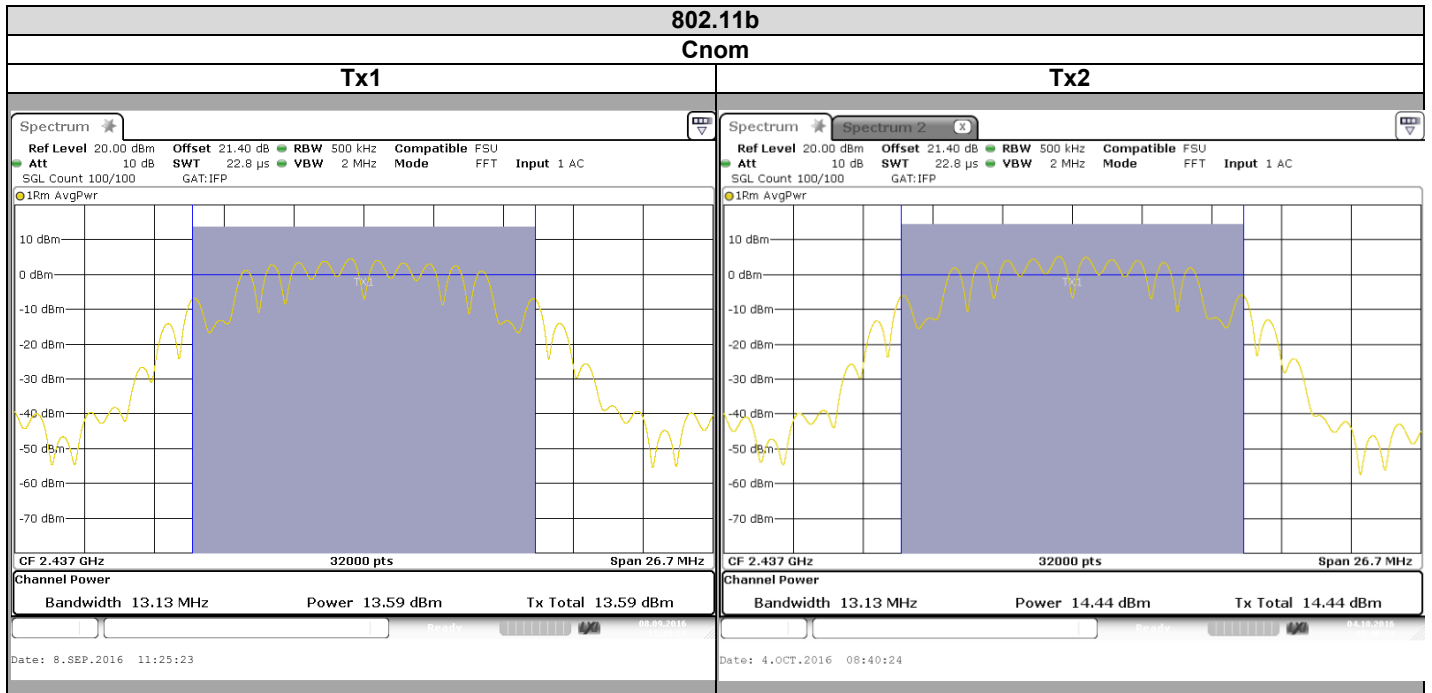 802.11b
Cnom
Tx1
Tx2
Spectrum
Ref Level 20.00 dBm Offset 21.40 dB RBW 500 kHz Compatible FSU
Att 10 dB SWT 22.8 µs VBW 2 MHz Mode FFT Input 1 AC
SGL Count 100/100 GAT:IFP
1Rm AvgPwr
10 dBm
0 dBm
Tx1
-10 dBm
-20 dBm
-30 dBm
-40 dBm
-50 dBm
-60 dBm
-70 dBm
CF 2.437 GHz 32000 pts Span 26.7 MHz
Channel Power
Bandwidth 13.13 MHz Power 13.59 dBm Tx Total 13.59 dBm
Ready 08.09.2016
Date: 8.SEP.2016 11:25:23
Spectrum Spectrum 2 X
Ref Level 20.00 dBm Offset 21.40 dB RBW 500 kHz Compatible FSU
Att 10 dB SWT 22.8 µs VBW 2 MHz Mode FFT Input 1 AC
SGL Count 100/100 GAT:IFP
1Rm AvgPwr
10 dBm
0 dBm
Tx1
-10 dBm
-20 dBm
-30 dBm
-40 dBm
-50 dBm
-60 dBm
-70 dBm
CF 2.437 GHz 32000 pts Span 26.7 MHz
Channel Power
Bandwidth 13.13 MHz Power 14.44 dBm Tx Total 14.44 dBm
Ready 04.10.2016
Date: 4.OCT.2016 08:40:24